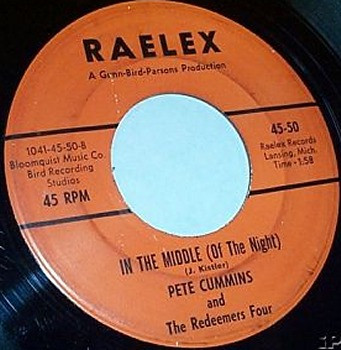 RAELEX
A Glynn-Bird-Parsons Production
1041-45-50-B
Bloomquist Music Co.
Bird Recording
Studios
45 RPM
45-50
Raelex Records
Lansing, Mich.
Time - 1:58
IN THE MIDDLE (Of The Night)
(J. Kistler)
PETE CUMMINS
and
The Redeemers Four